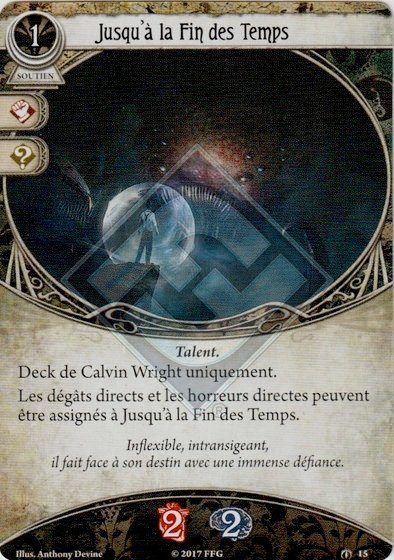 1
Jusqu'à la Fin des Temps
SOUTIEN
?
Talent.
Deck de Calvin Wright uniquement.
Les dégâts directs et les horreurs directes peuvent
être assignés à Jusqu'à la Fin des Temps.
Inflexible, intransigeant,
il fait face à son destin avec une immense défiance.
2
2
Illus. Anthony Devine
© 2017 FFG
15